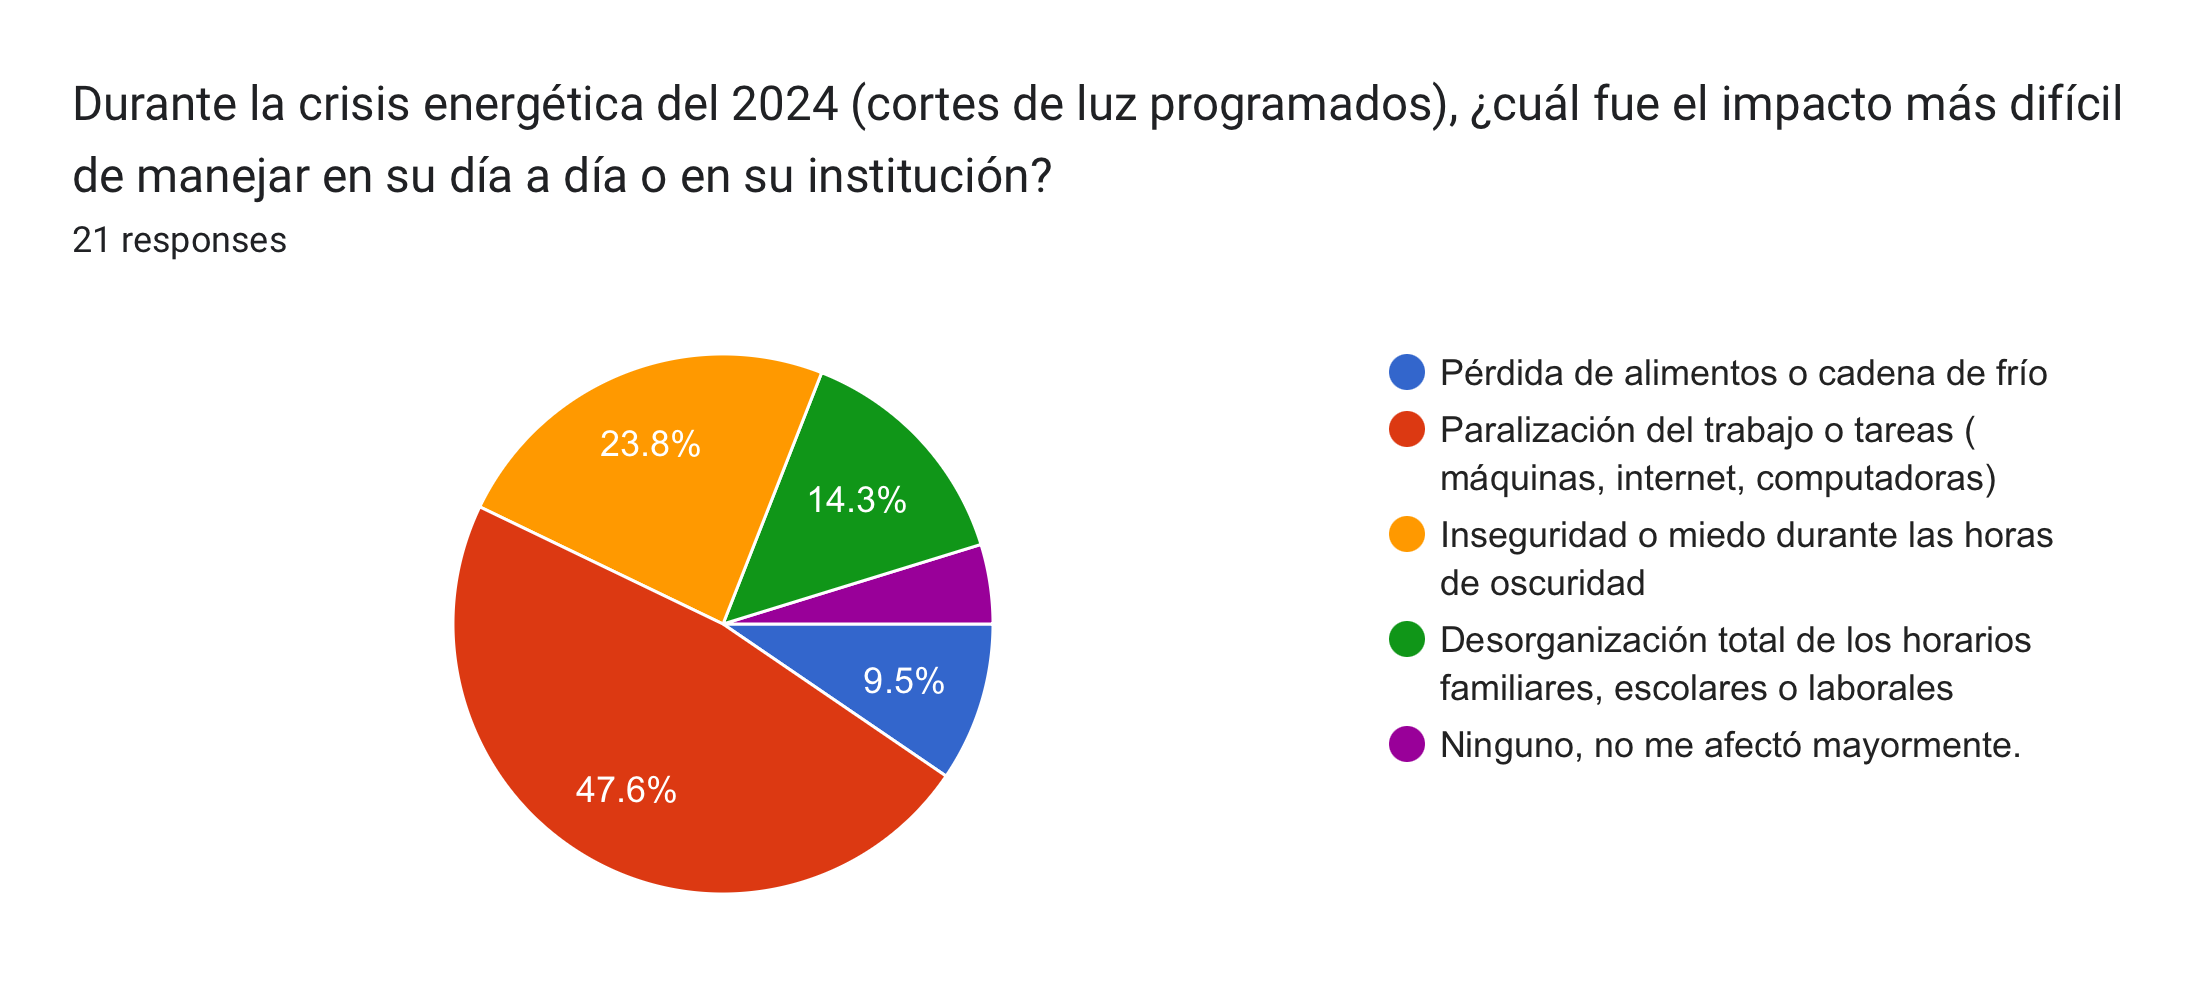 Durante la crisis energética del 2024 (cortes de luz programados), ¿cuál fue el impacto más difícil
de manejar en su día a día o en su institución?
21 responses
23.8%
14.3%
9.5%
47.6%
Pérdida de alimentos o cadena de frío
Paralización del trabajo o tareas (
máquinas, internet, computadoras)
Inseguridad o miedo durante las horas
de oscuridad
Desorganización total de los horarios
familiares, escolares o laborales
Ninguno, no me afectó mayormente.